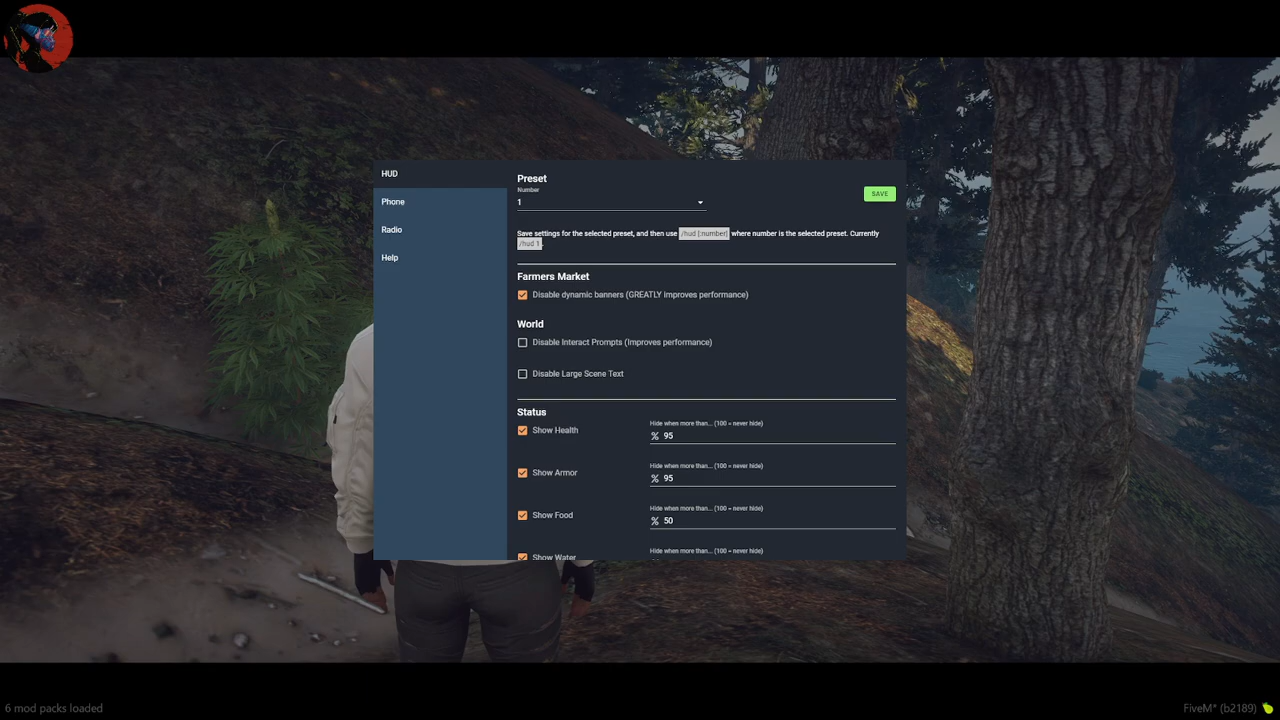 HUD
Phone
Radio
Help
Preset
Number
1
SAVE
Save settings for the selected preset, and then use /hud [:number] where number is the selected preset. Currently
/hud 1.
Farmers Market
Disable dynamic banners (GREATLY improves performance)
World
Disable Interact Prompts (Improves performance)
Disable Large Scene Text
Status
Show Health
Hide when more than... (100 = never hide)
% 95
Show Armor
Hide when more than... (100 = never hide)
% 95
Show Food
Hide when more than... (100 = never hide)
% 50
Show Water
Hide when more than... (100 = never hide)
6 mod packs loaded
FiveM* (b2189)